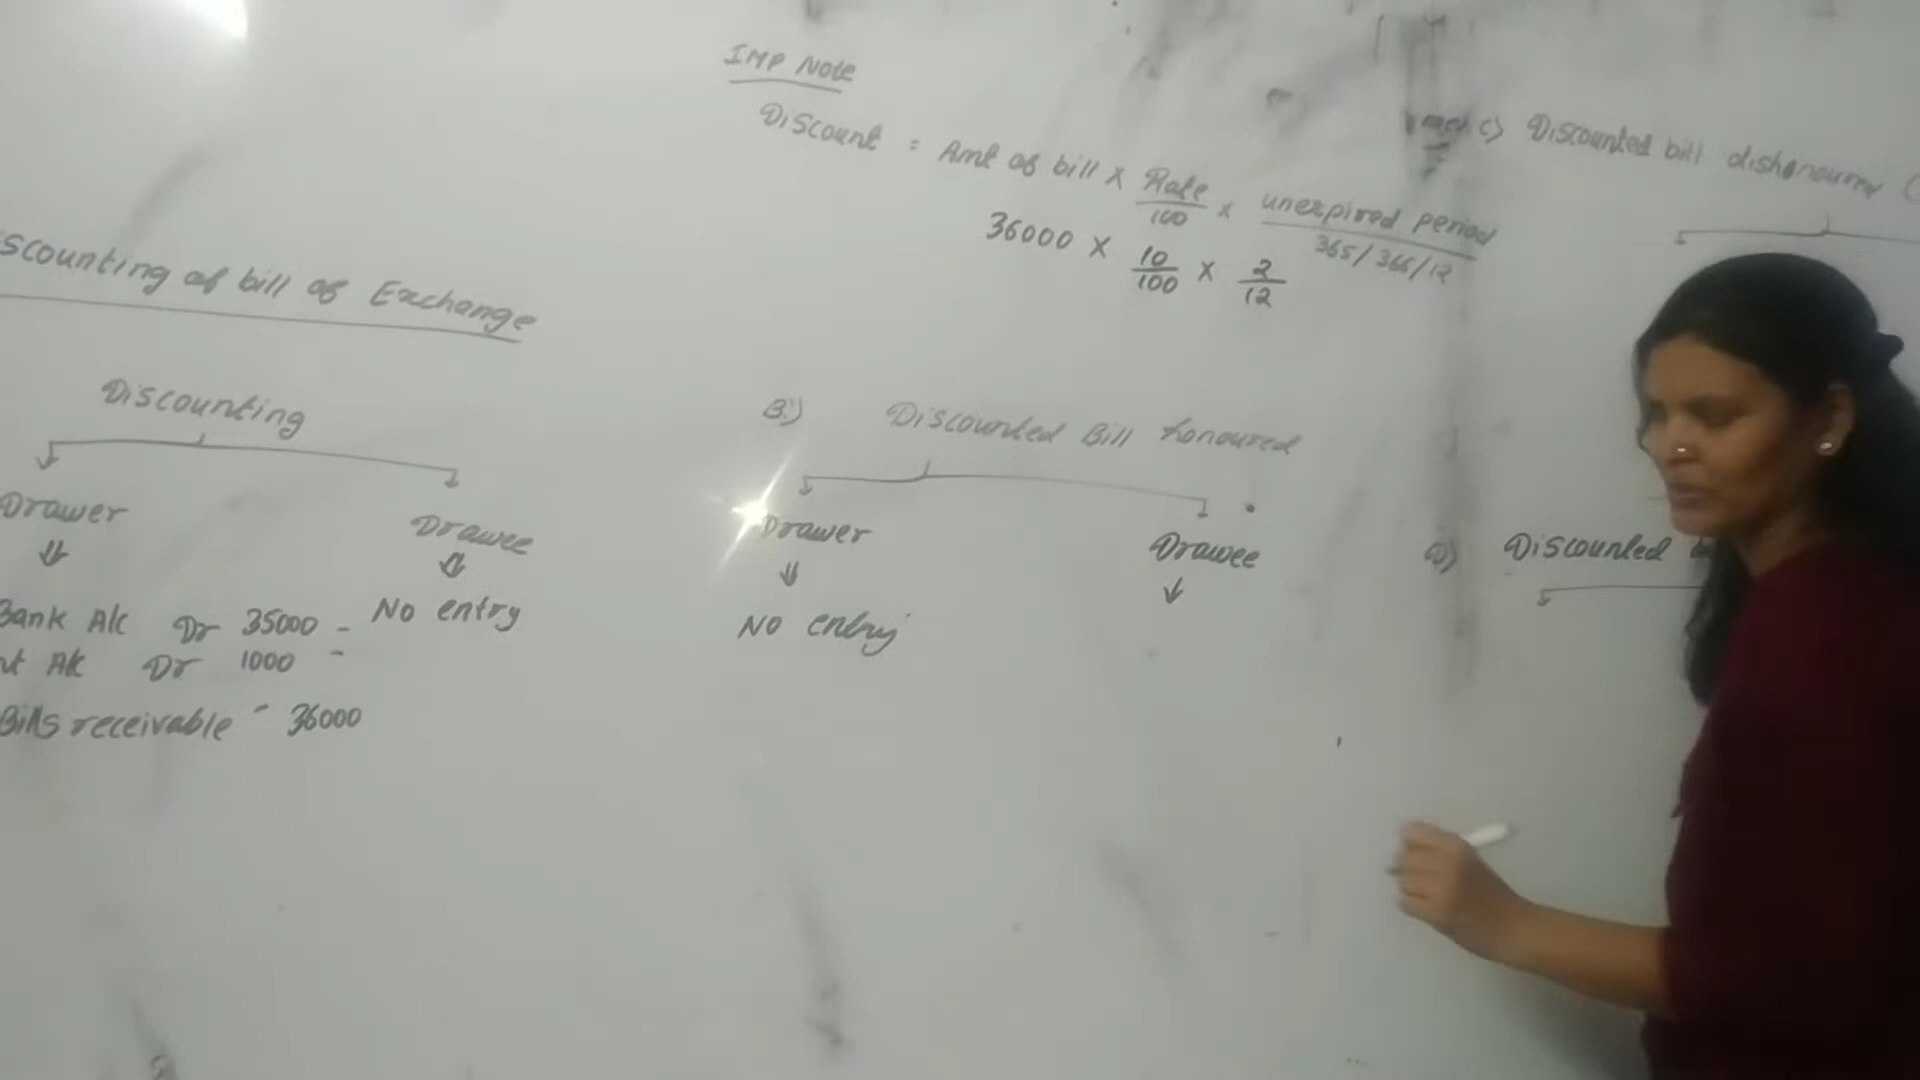 IMP Note
Discount = Amt of bill × Rate/100 × unexpired period/365/366/12
36000 × 10/100 × 2/12
scounting of bill of Exchange
Discounting
Drawer
Drawee
Bank A/c Dr 35000 -
No entry
nt A/c Dr 1000 -
Bills receivable - 36000
B) Discounted Bill honoured
Drawer
Drawee
No entry
c) Discounted bill dishonoured (
D) Discounted